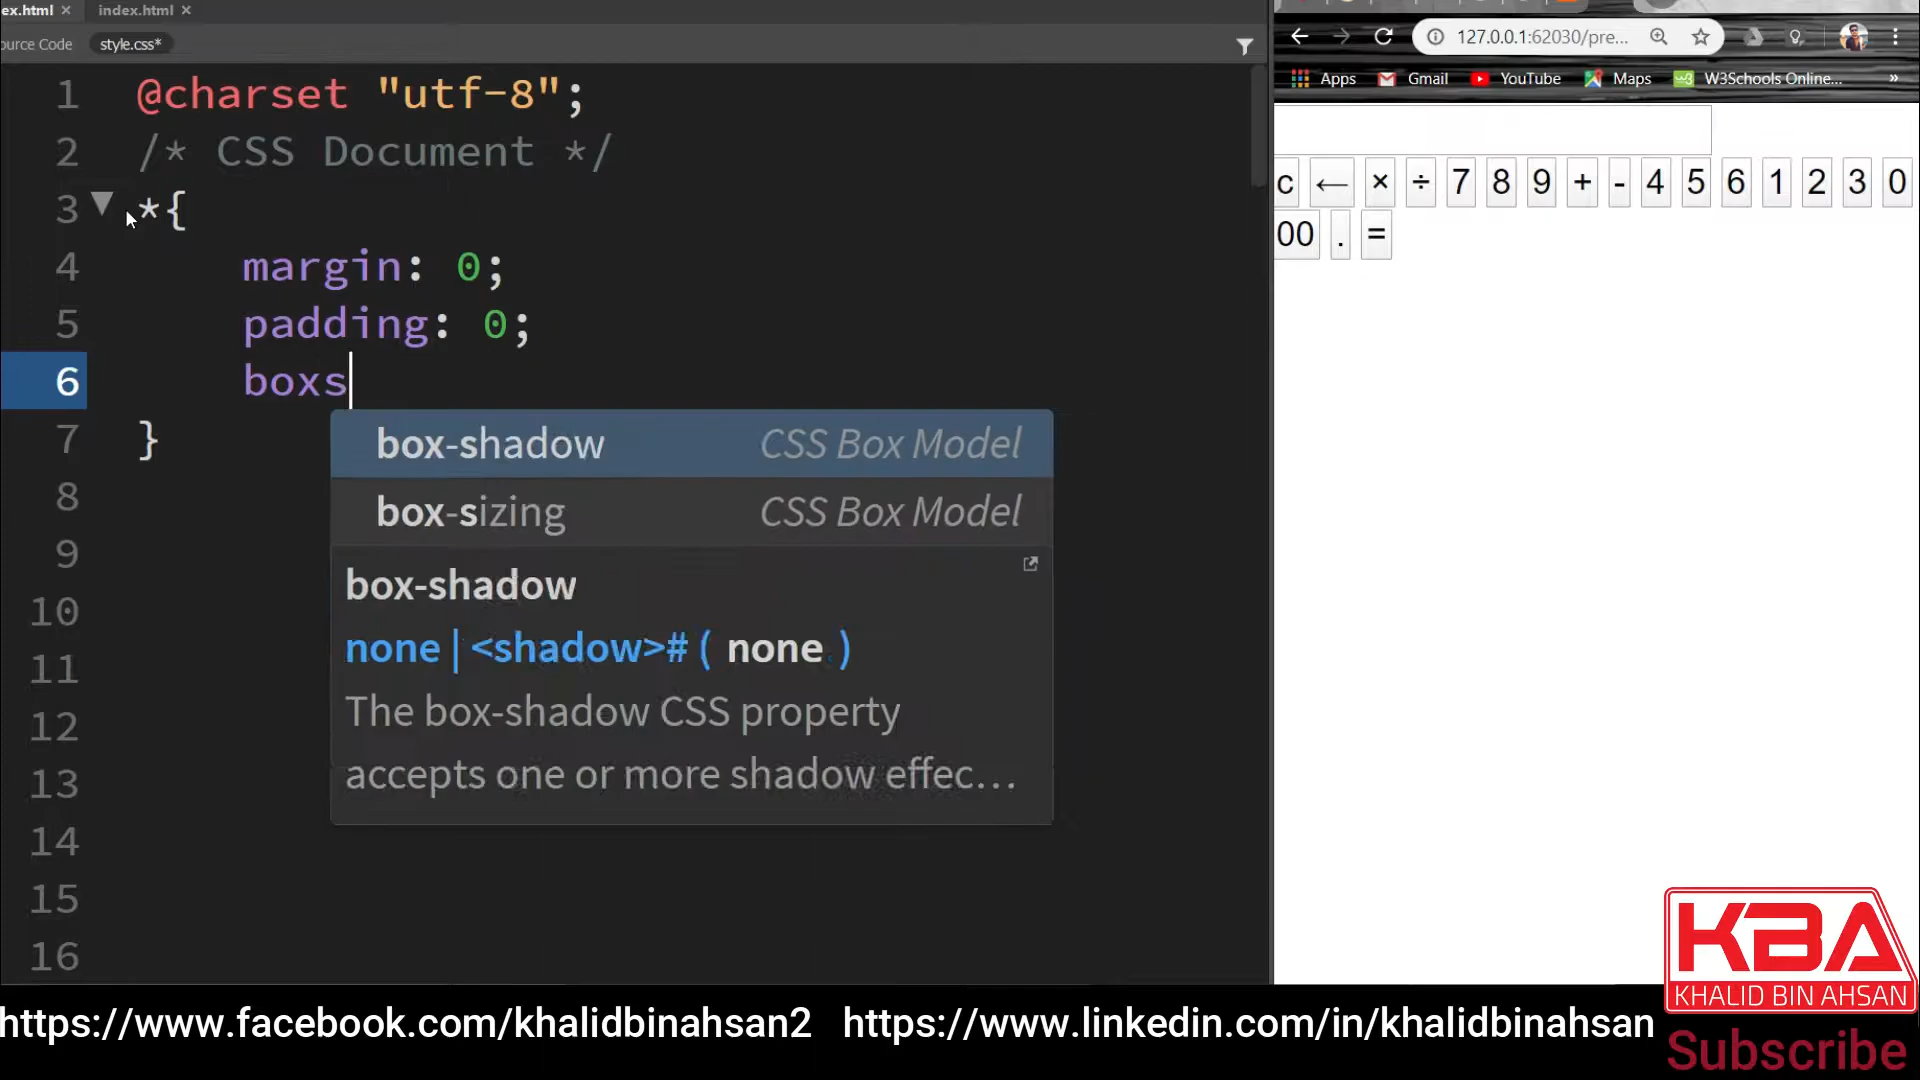 ex.html × index.html ×
ource Code style.css*
1 @charset "utf-8";
2 /* CSS Document */
3 *{
4 margin: 0;
5 padding: 0;
6 boxs
7 }
8
9
10
11
12
13
14
15
16
box-shadow CSS Box Model
box-sizing CSS Box Model
box-shadow
none | <shadow># ( none )
The box-shadow CSS property
accepts one or more shadow effec...
127.0.0.1:62030/pre...
Apps Gmail YouTube Maps W3Schools Online... »
c ← × ÷ 7 8 9 + - 4 5 6 1 2 3 0
00 . =
KBA
KHALID BIN AHSAN
https://www.facebook.com/khalidbinahsan2 https://www.linkedin.com/in/khalidbinahsan
Subscribe